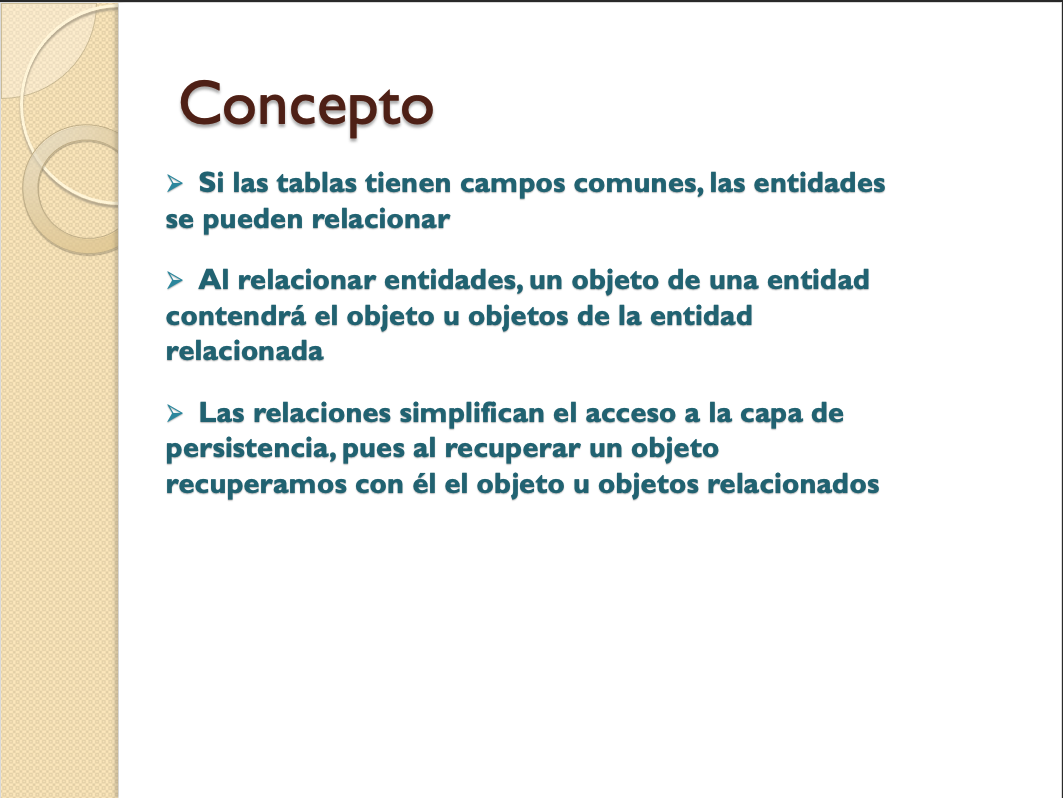 Concepto
➢ Si las tablas tienen campos comunes, las entidades
se pueden relacionar
➢ Al relacionar entidades, un objeto de una entidad
contendrá el objeto u objetos de la entidad
relacionada
➢ Las relaciones simplifican el acceso a la capa de
persistencia, pues al recuperar un objeto
recuperamos con él el objeto u objetos relacionados